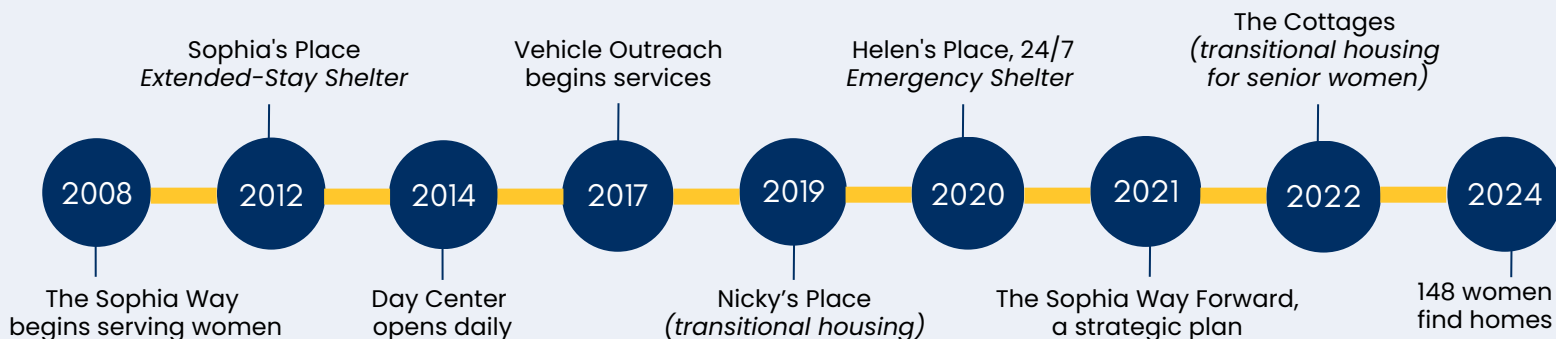 2008
The Sophia Way
begins serving women
Sophia's Place
Extended-Stay Shelter
2012
2014
Day Center
opens daily
Vehicle Outreach
begins services
2017
2019
Nicky’s Place
(transitional housing)
Helen's Place, 24/7
Emergency Shelter
2020
2021
The Sophia Way Forward,
a strategic plan
The Cottages
(transitional housing
for senior women)
2022
2024
148 women
find homes